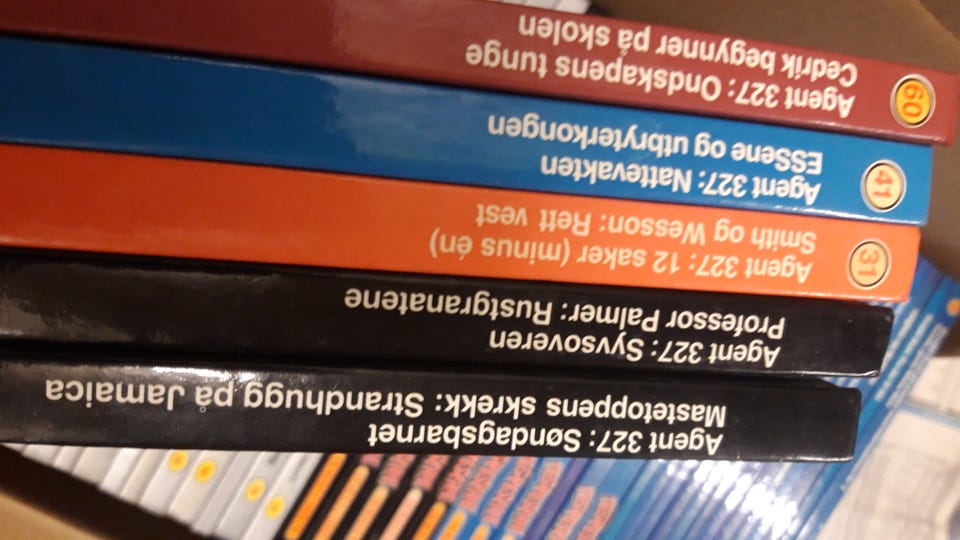 Agent 327: Søndagsbarnet
Mastetoppens skrekk: Strandhugg på Jamaica
Agent 327: Syvsoveren
Professor Palmer: Rustgranatene
31
Agent 327: 12 saker (minus én)
Smith og Wesson: Rett vest
41
Agent 327: Nattevakten
ESSene og utbryterkongen
60
Agent 327: Ondskapens tunge
Cedrik begynner på skolen